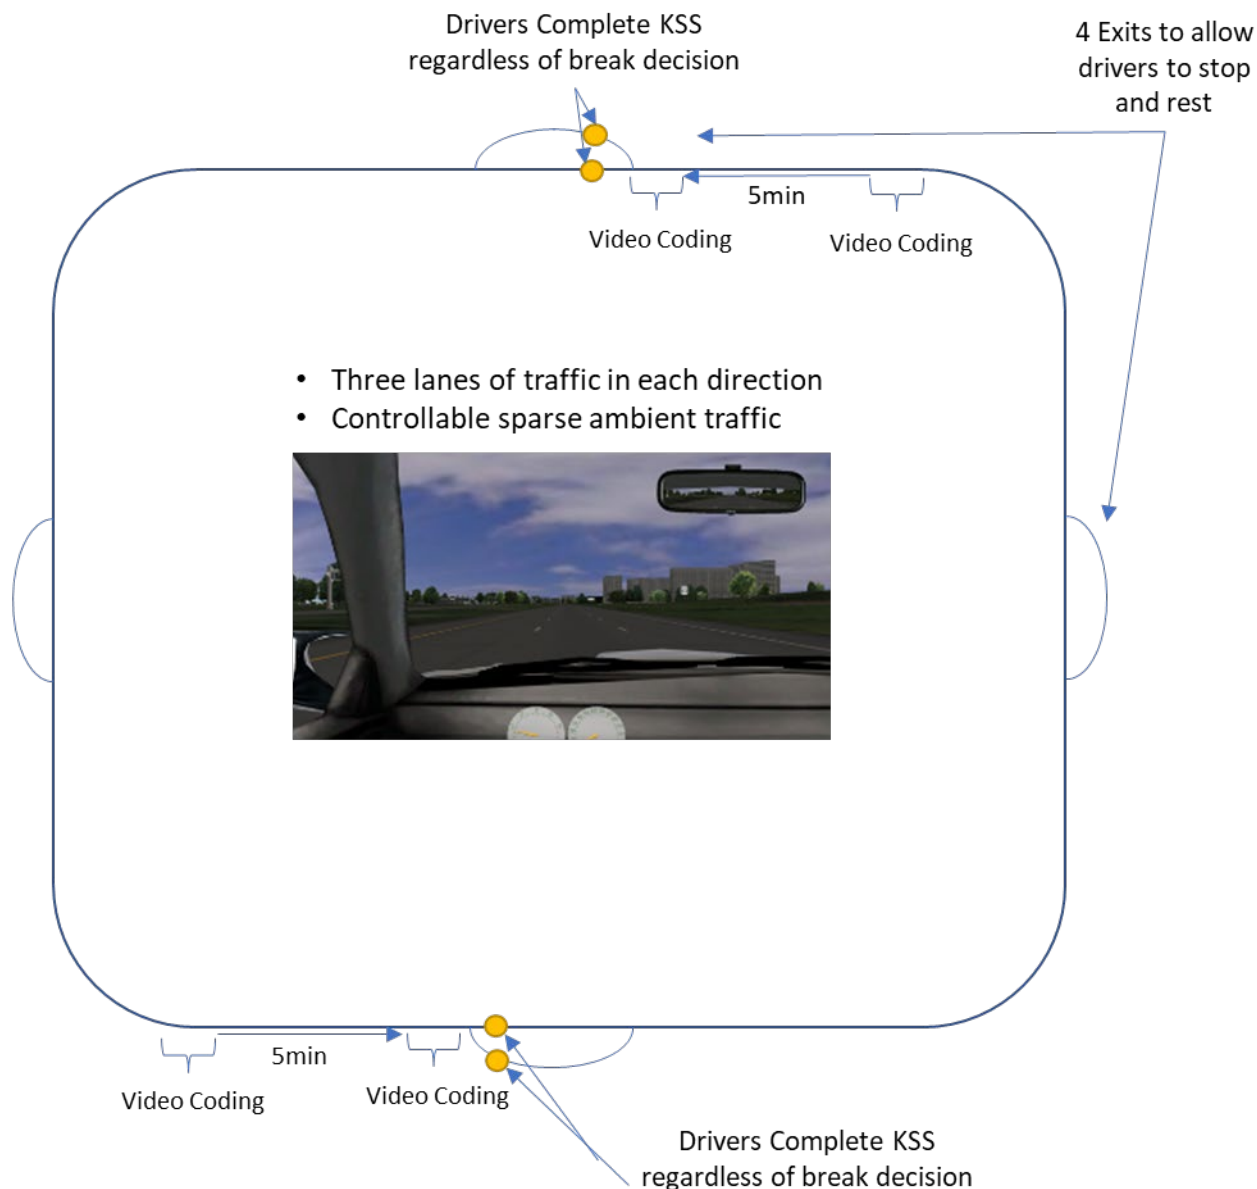 Drivers Complete KSS
regardless of break decision
4 Exits to allow
drivers to stop
and rest
5min
Video Coding
Video Coding
• Three lanes of traffic in each direction
• Controllable sparse ambient traffic
5min
Video Coding
Video Coding
Drivers Complete KSS
regardless of break decision